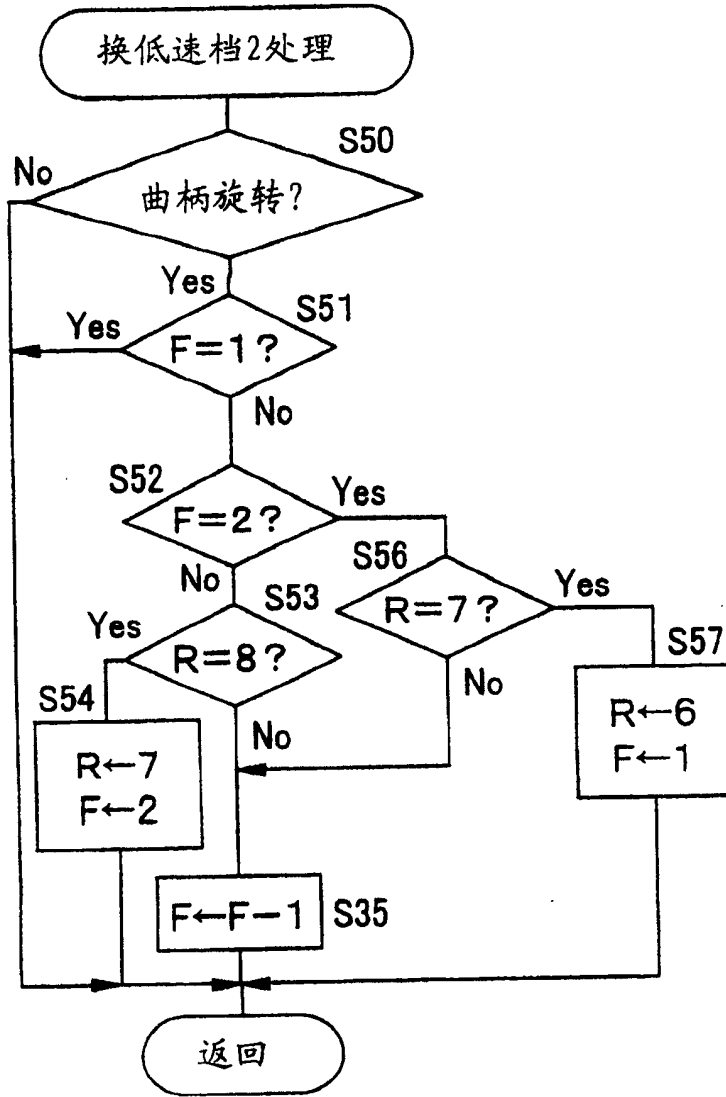 换低速档2处理
S50
No
曲柄旋转?
Yes
S51
Yes
F=1?
No
S52
Yes
F=2?
S56
No
S53
Yes
R=7?
Yes
R=8?
S57
S54
No
No
R←6
F←1
R←7
F←2
F←F-1
S35
返回